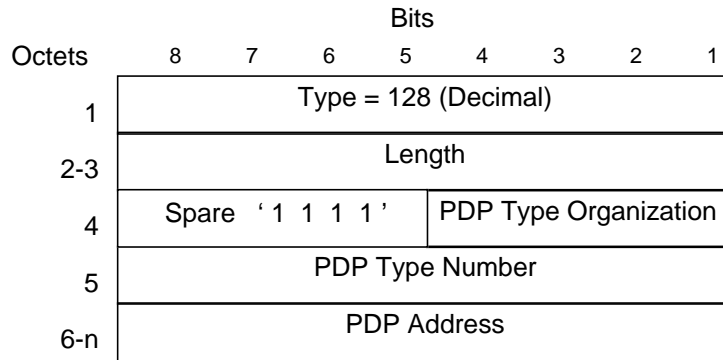 Bits
Octets 8 7 6 5 4 3 2 1
1 Type = 128 (Decimal)
2-3 Length
4 Spare ‘ 1 1 1 1 ’ PDP Type Organization
5 PDP Type Number
6-n PDP Address